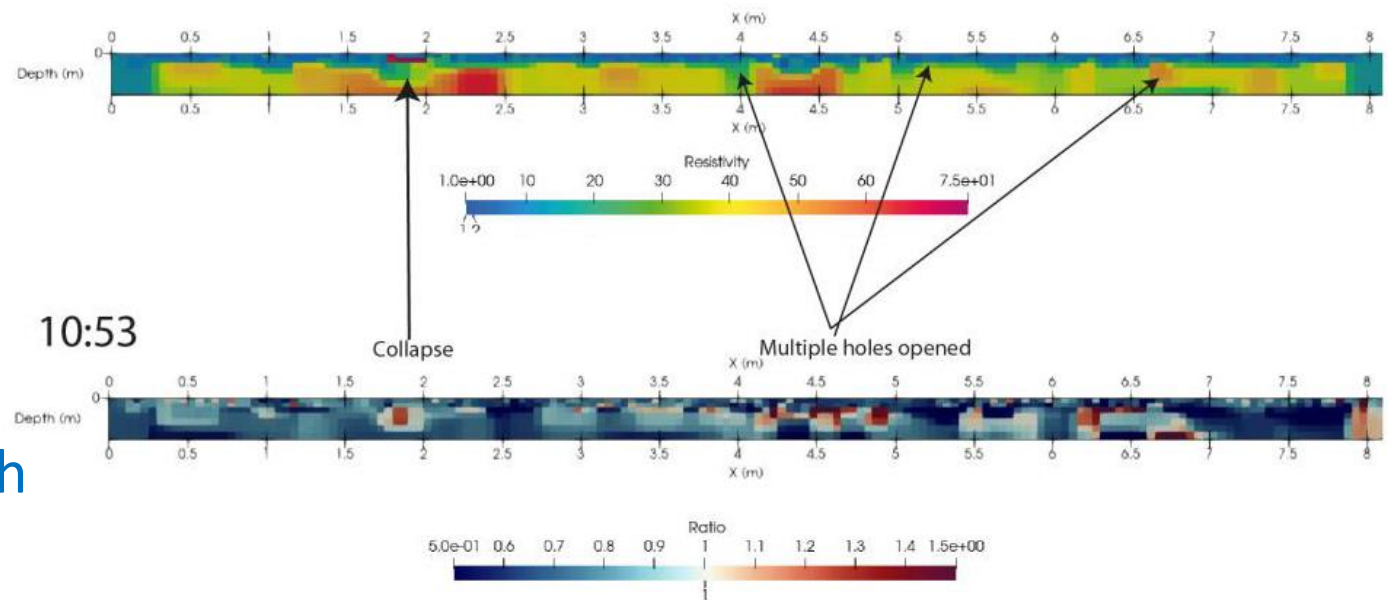 X (m)
0 0.5 1 1.5 2 2.5 3 3.5 4 4.5 5 5.5 6 6.5 7 7.5 8
0
Depth (m)
0 0.5 1 1.5 2 2.5 3 3.5 4 4.5 5 5.5 6 6.5 7 7.5 8
X (m)
Resistivity
1.0e+00 10 20 30 40 50 60 7.5e+01
10:53
Collapse
Multiple holes opened
X (m)
0 0.5 1 1.5 2 2.5 3 3.5 4 4.5 5 5.5 6 6.5 7 7.5 8
0
Depth (m)
0 0.5 1 1.5 2 2.5 3 3.5 4 4.5 5 5.5 6 6.5 7 7.5 8
X (m)
h
Ratio
5.0e-01 0.6 0.7 0.8 0.9 1 1.1 1.2 1.3 1.4 1.5e+00
1